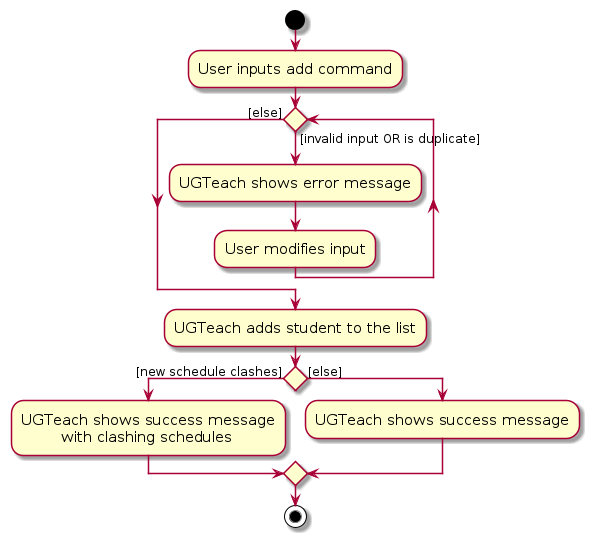 User inputs add command
[else]
[invalid input OR is duplicate]
UGTeach shows error message
User modifies input
UGTeach adds student to the list
[new schedule clashes]
[else]
UGTeach shows success message
with clashing schedules
UGTeach shows success message